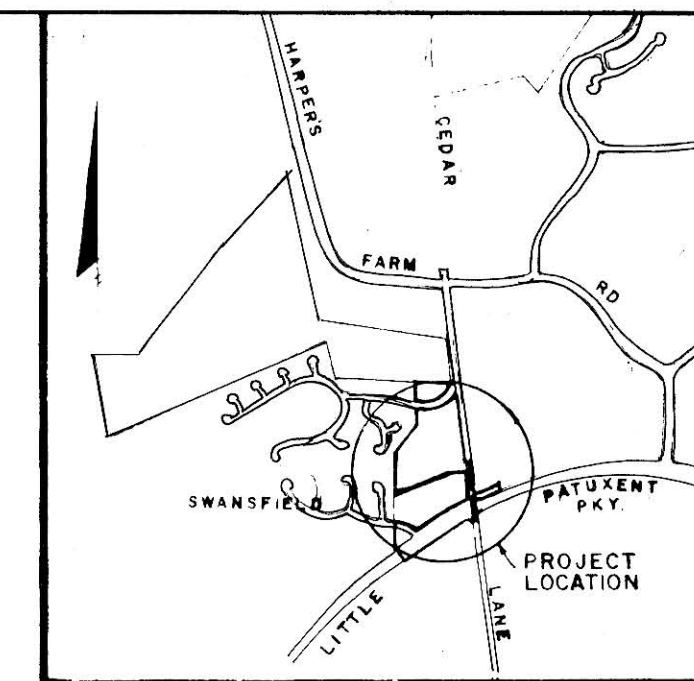 HARPER'S
CEDAR
FARM
RD
SWANSFIELD
PATUXENT
PKY.
PROJECT
LOCATION
LITTLE
LANE